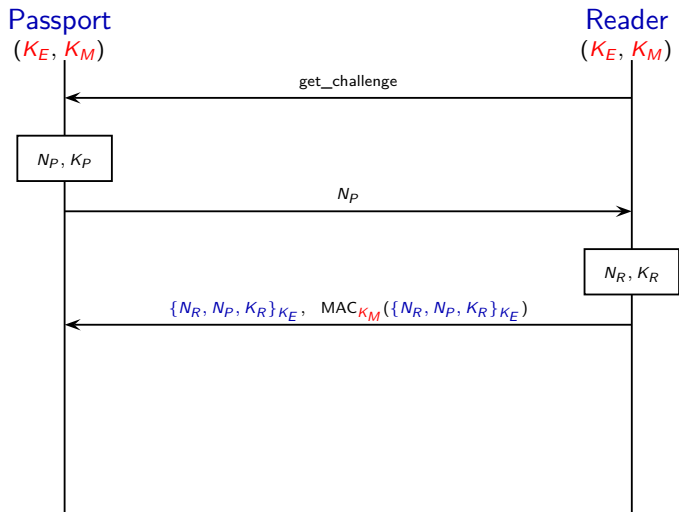 Passport Reader
(K_E, K_M) (K_E, K_M)
get_challenge
N_P, K_P
N_P
N_R, K_R
{N_R, N_P, K_R}_{K_E}, MAC_{K_M}({N_R, N_P, K_R}_{K_E})